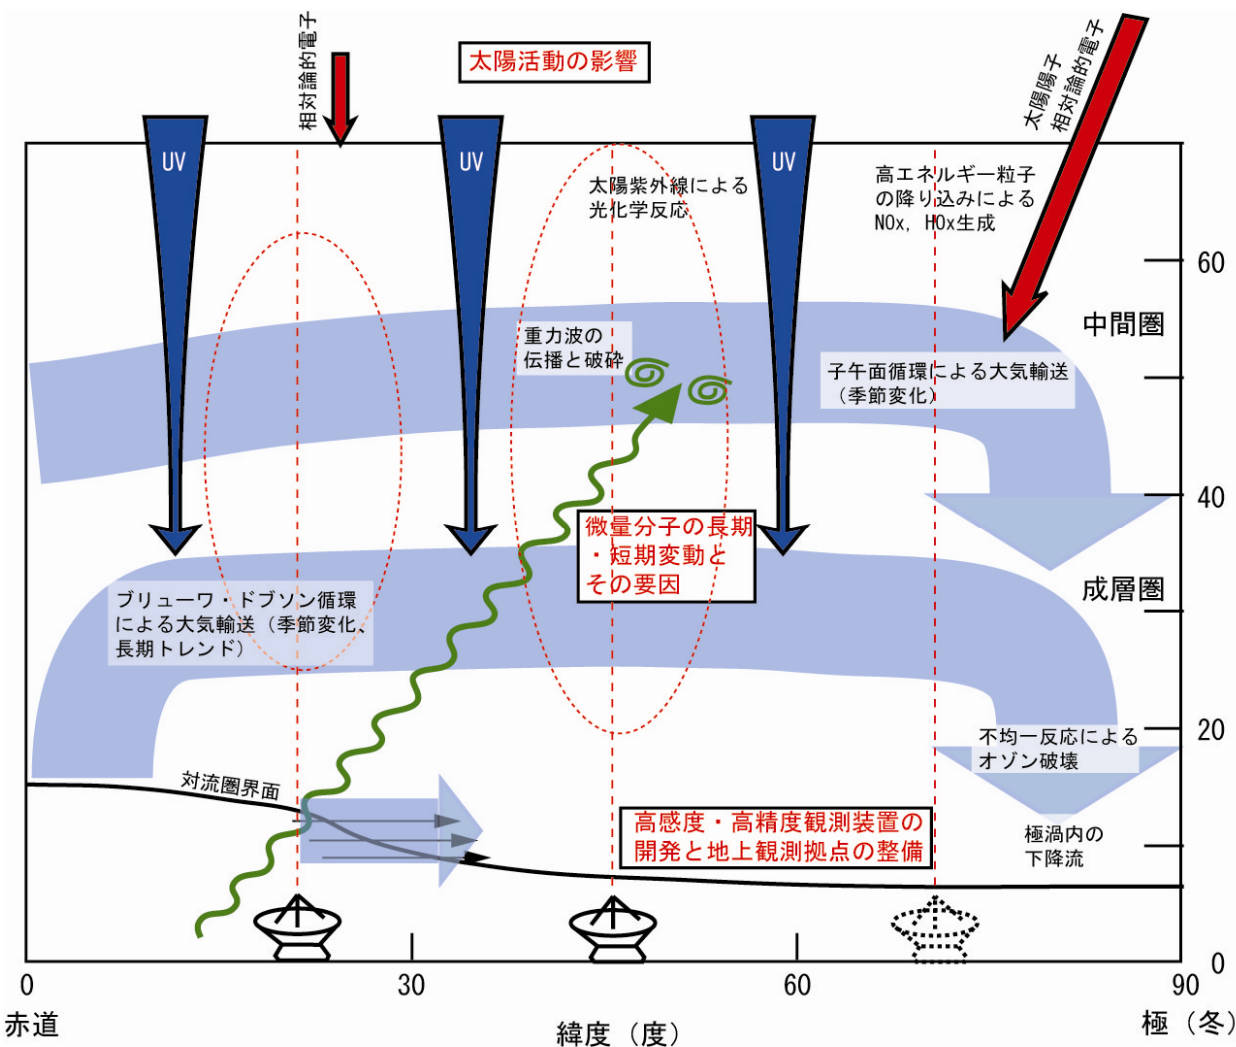 相対論的電子
太陽活動の影響
太陽陽子
相対論的電子
UV
UV
UV
太陽紫外線による
光化学反応
高エネルギー粒子
の降り込みによる
NOx, HOx生成
60
中間圏
重力波の
伝播と破砕
子午面循環による大気輸送
(季節変化)
40
微量分子の長期
・短期変動と
その要因
成層圏
ブリューワ・ドブソン循環
による大気輸送(季節変化、
長期トレンド)
20
不均一反応による
オゾン破壊
対流圏界面
高感度・高精度観測装置の
開発と地上観測拠点の整備
極渦内の
下降流
0
0
30
60
90
赤道
緯度(度)
極(冬)